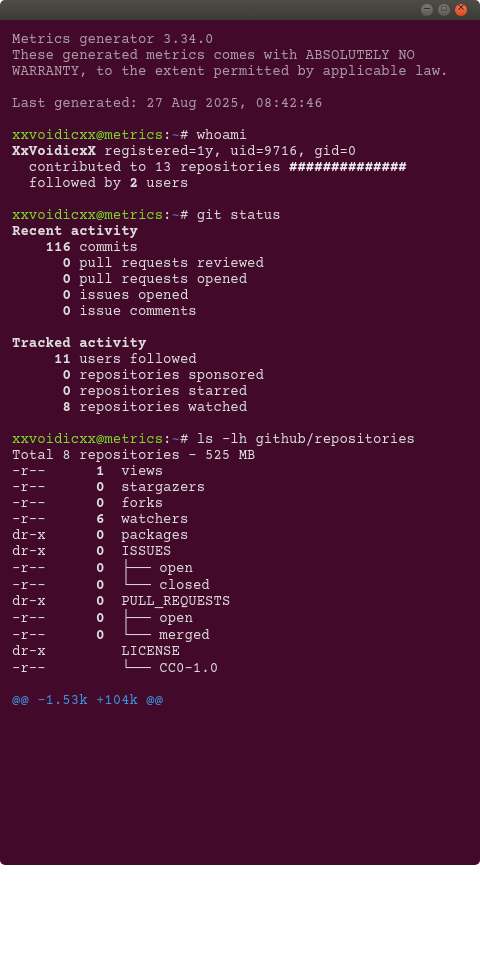 Metrics generator 3.34.0
These generated metrics comes with ABSOLUTELY NO
WARRANTY, to the extent permitted by applicable law.
Last generated: 27 Aug 2025, 08:42:46
xxvoidicxx@metrics:~# whoami
XxVoidicxX registered=1y, uid=9716, gid=0
contributed to 13 repositories ##############
followed by 2 users
xxvoidicxx@metrics:~# git status
Recent activity
116 commits
0 pull requests reviewed
0 pull requests opened
0 issues opened
0 issue comments
Tracked activity
11 users followed
0 repositories sponsored
0 repositories starred
8 repositories watched
xxvoidicxx@metrics:~# ls -lh github/repositories
Total 8 repositories - 525 MB
-r-- 1 views
-r-- 0 stargazers
-r-- 0 forks
-r-- 6 watchers
dr-x 0 packages
dr-x 0 ISSUES
-r-- 0 ├── open
-r-- 0 └── closed
dr-x 0 PULL_REQUESTS
-r-- 0 ├── open
-r-- 0 └── merged
dr-x LICENSE
-r-- └── CC0-1.0
@@ -1.53k +104k @@